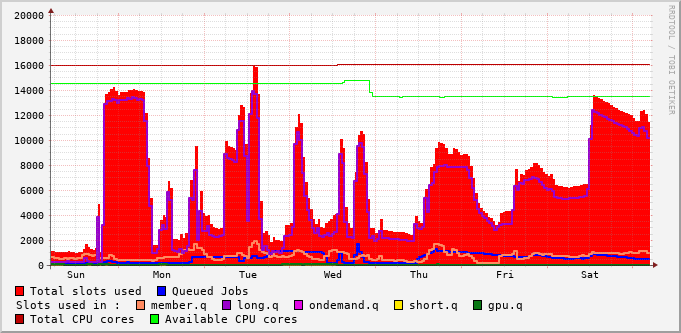 20000
18000
16000
14000
12000
10000
8000
6000
4000
2000
0
Sun Mon Tue Wed Thu Fri Sat
RRDTOOL / TOBI OETIKER
Total slots used Queued Jobs
Slots used in : member.q long.q ondemand.q short.q gpu.q
Total CPU cores Available CPU cores